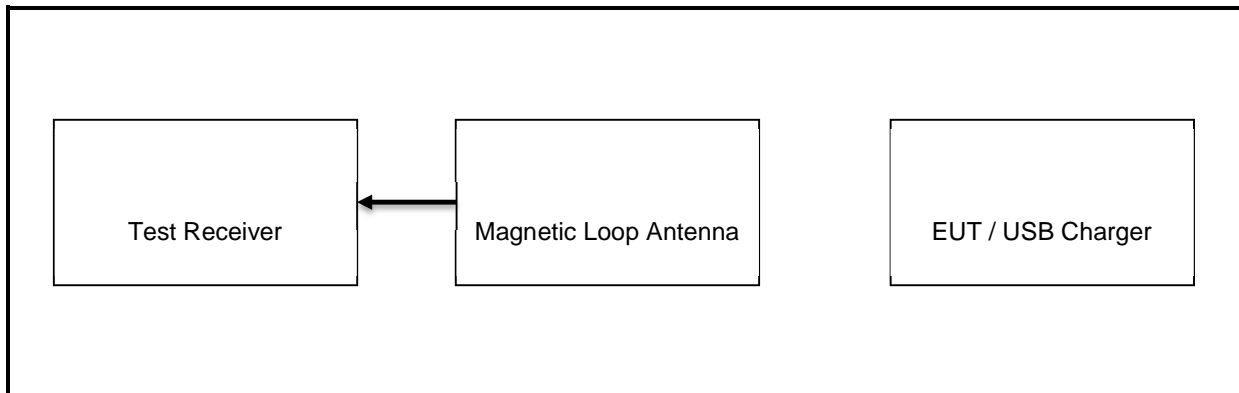 Test Receiver
Magnetic Loop Antenna
EUT / USB Charger